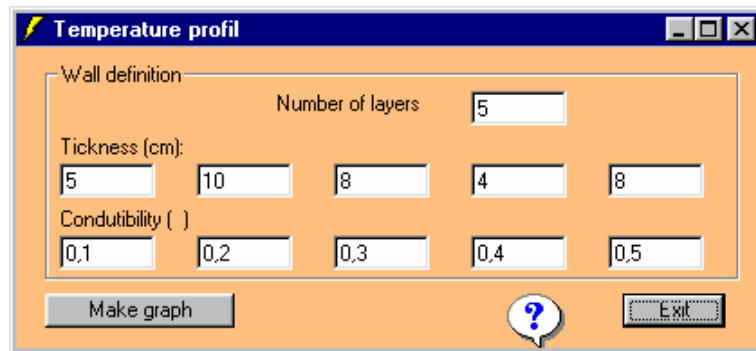 Temperature profil
Wall definition
Number of layers 5
Tickness (cm):
5 10 8 4 8
Condutibility ( )
0,1 0,2 0,3 0,4 0,5
Make graph ? Exit